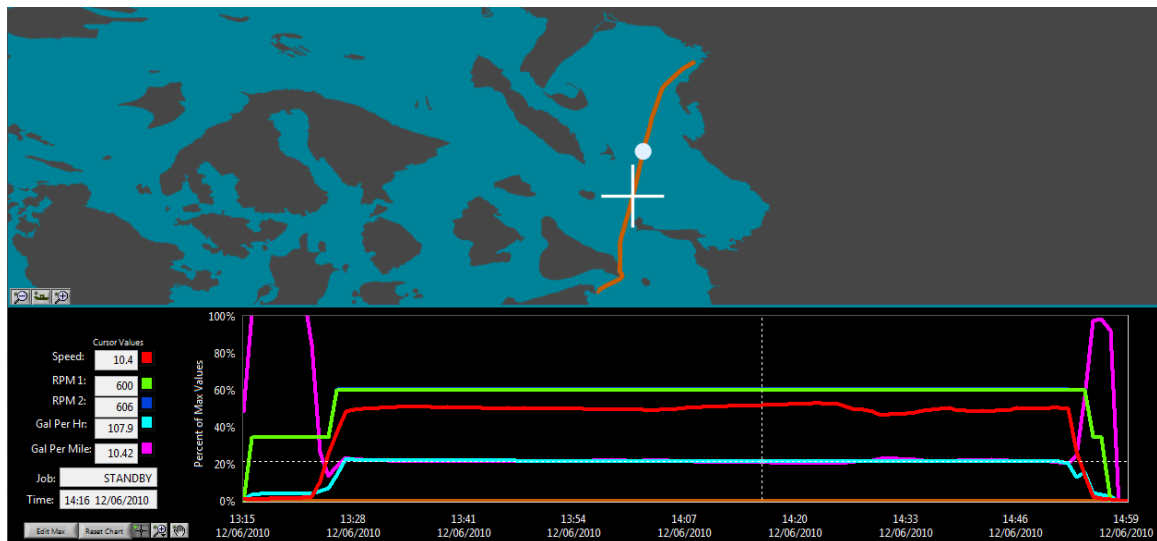 Cursor Values
Speed: 10.4
RPM 1: 600
RPM 2: 606
Gal Per Hr: 107.9
Gal Per Mile: 10.42
Job: STANDBY
Time: 14:16 12/06/2010
Edit Max Reset Chart
Percent of Max Values
100%
80%
60%
40%
20%
0%
13:15 13:28 13:41 13:54 14:07 14:20 14:33 14:46 14:59
12/06/2010 12/06/2010 12/06/2010 12/06/2010 12/06/2010 12/06/2010 12/06/2010 12/06/2010 12/06/2010